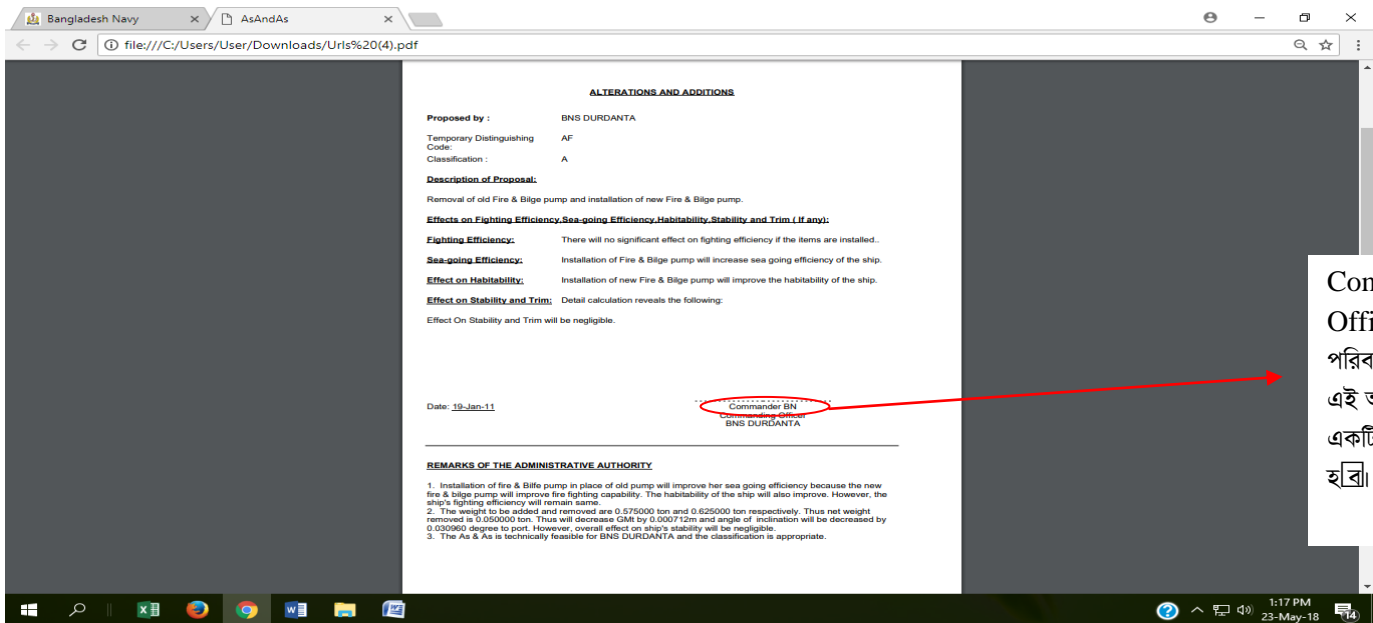 Bangladesh Navy
AsAndAs
file:///C:/Users/User/Downloads/Urls%20(4).pdf
ALTERATIONS AND ADDITIONS
Proposed by : BNS DURDANTA
Temporary Distinguishing Code: AF
Classification : A
Description of Proposal:
Removal of old Fire & Bilge pump and installation of new Fire & Bilge pump.
Effects on Fighting Efficiency,Sea-going Efficiency,Habitability,Stability and Trim ( If any):
Fighting Efficiency: There will no significant effect on fighting efficiency if the items are installed..
Sea-going Efficiency: Installation of Fire & Bilge pump will increase sea going efficiency of the ship.
Effect on Habitability: Installation of new Fire & Bilge pump will improve the habitability of the ship.
Effect on Stability and Trim: Detail calculation reveals the following:
Effect On Stability and Trim will be negligible.
Date: 19-Jan-11
Commander BN
Commanding Officer
BNS DURDANTA
REMARKS OF THE ADMINISTRATIVE AUTHORITY
1. Installation of fire & Bilfe pump in place of old pump will improve her sea going efficiency because the new
fire & bilge pump will improve fire fighting capability. The habitability of the ship will also improve. However, the
ship's fighting efficiency will remain same.
2. The weight to be added and removed are 0.575000 ton and 0.625000 ton respectively. Thus net weight
removed is 0.050000 ton. Thus will decrease GMt by 0.000712m and angle of inclination will be decreased by
0.030960 degree to port. However, overall effect on ship's stability will be negligible.
3. The As & As is technically feasible for BNS DURDANTA and the classification is appropriate.
এই
1:17 PM
23-May-18
14